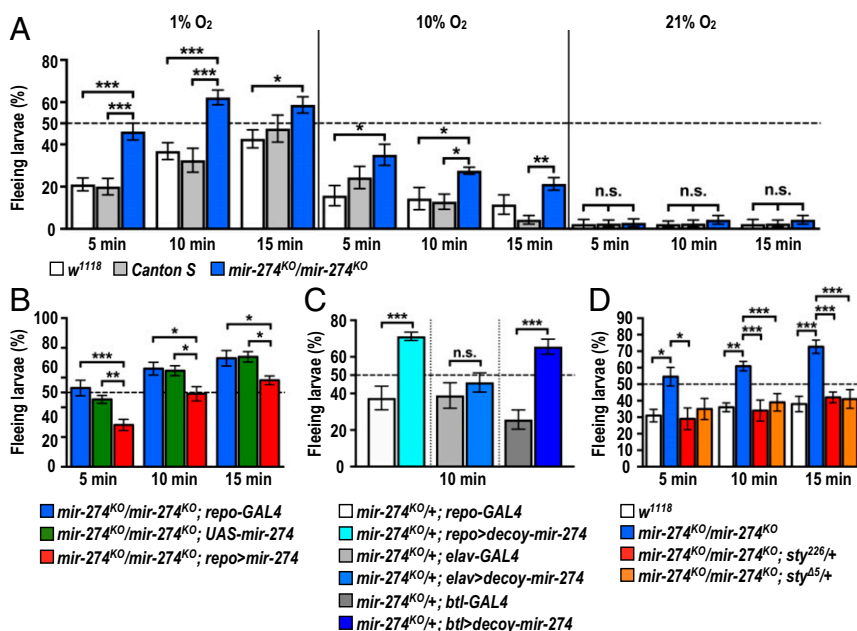 A
1% O₂ 10% O₂ 21% O₂
Fleeing larvae (%)
80
60
50
40
20
0
*** *** *** *** *
* * * **
n.s. n.s. n.s.
5 min 10 min 15 min 5 min 10 min 15 min 5 min 10 min 15 min
w¹¹¹⁸ Canton S mir-274ᴷᴼ/mir-274ᴷᴼ
B
Fleeing larvae (%)
100
80
60
50
40
20
0
*** ** * * * *
5 min 10 min 15 min
mir-274ᴷᴼ/mir-274ᴷᴼ; repo-GAL4
mir-274ᴷᴼ/mir-274ᴷᴼ; UAS-mir-274
mir-274ᴷᴼ/mir-274ᴷᴼ; repo>mir-274
C
Fleeing larvae (%)
80
60
50
40
20
0
*** n.s. ***
10 min
mir-274ᴷᴼ/+; repo-GAL4
mir-274ᴷᴼ/+; repo>decoy-mir-274
mir-274ᴷᴼ/+; elav-GAL4
mir-274ᴷᴼ/+; elav>decoy-mir-274
mir-274ᴷᴼ/+; btl-GAL4
mir-274ᴷᴼ/+; btl>decoy-mir-274
D
Fleeing larvae (%)
90
80
70
60
50
40
30
20
10
0
* * ** *** *** *** *** ***
5 min 10 min 15 min
w¹¹¹⁸
mir-274ᴷᴼ/mir-274ᴷᴼ
mir-274ᴷᴼ/mir-274ᴷᴼ; sty²²⁶/+
mir-274ᴷᴼ/mir-274ᴷᴼ; styᐞ⁵/+